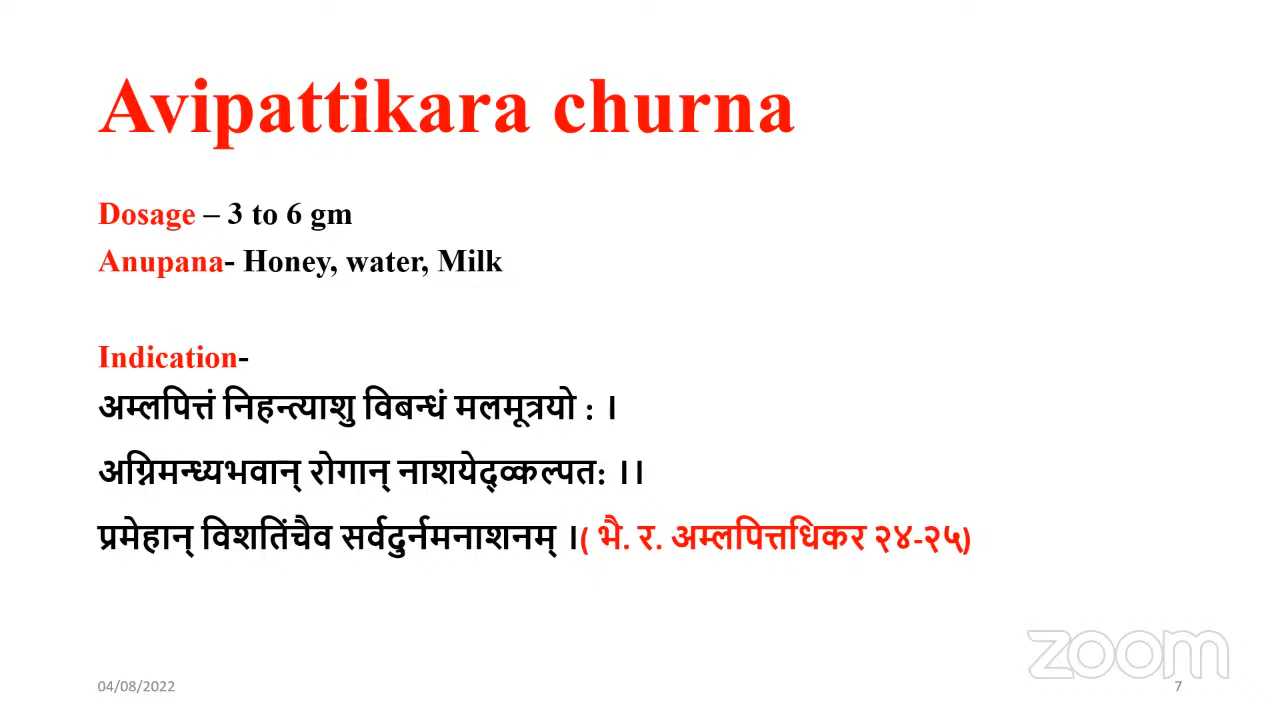 Avipattikara churna
Dosage – 3 to 6 gm
Anupana- Honey, water, Milk
Indication-
अम्लपित्तं निहन्त्याशु विबन्धं मलमूत्रयो : ।
अग्निमन्ध्यभवान् रोगान् नाशयेद्व्कल्पत: ।।
प्रमेहान् विशतिंचैव सर्वदुर्नमनाशनम् ।( भै. र. अम्लपित्तधिकर २४-२५)
zoom
04/08/2022
7